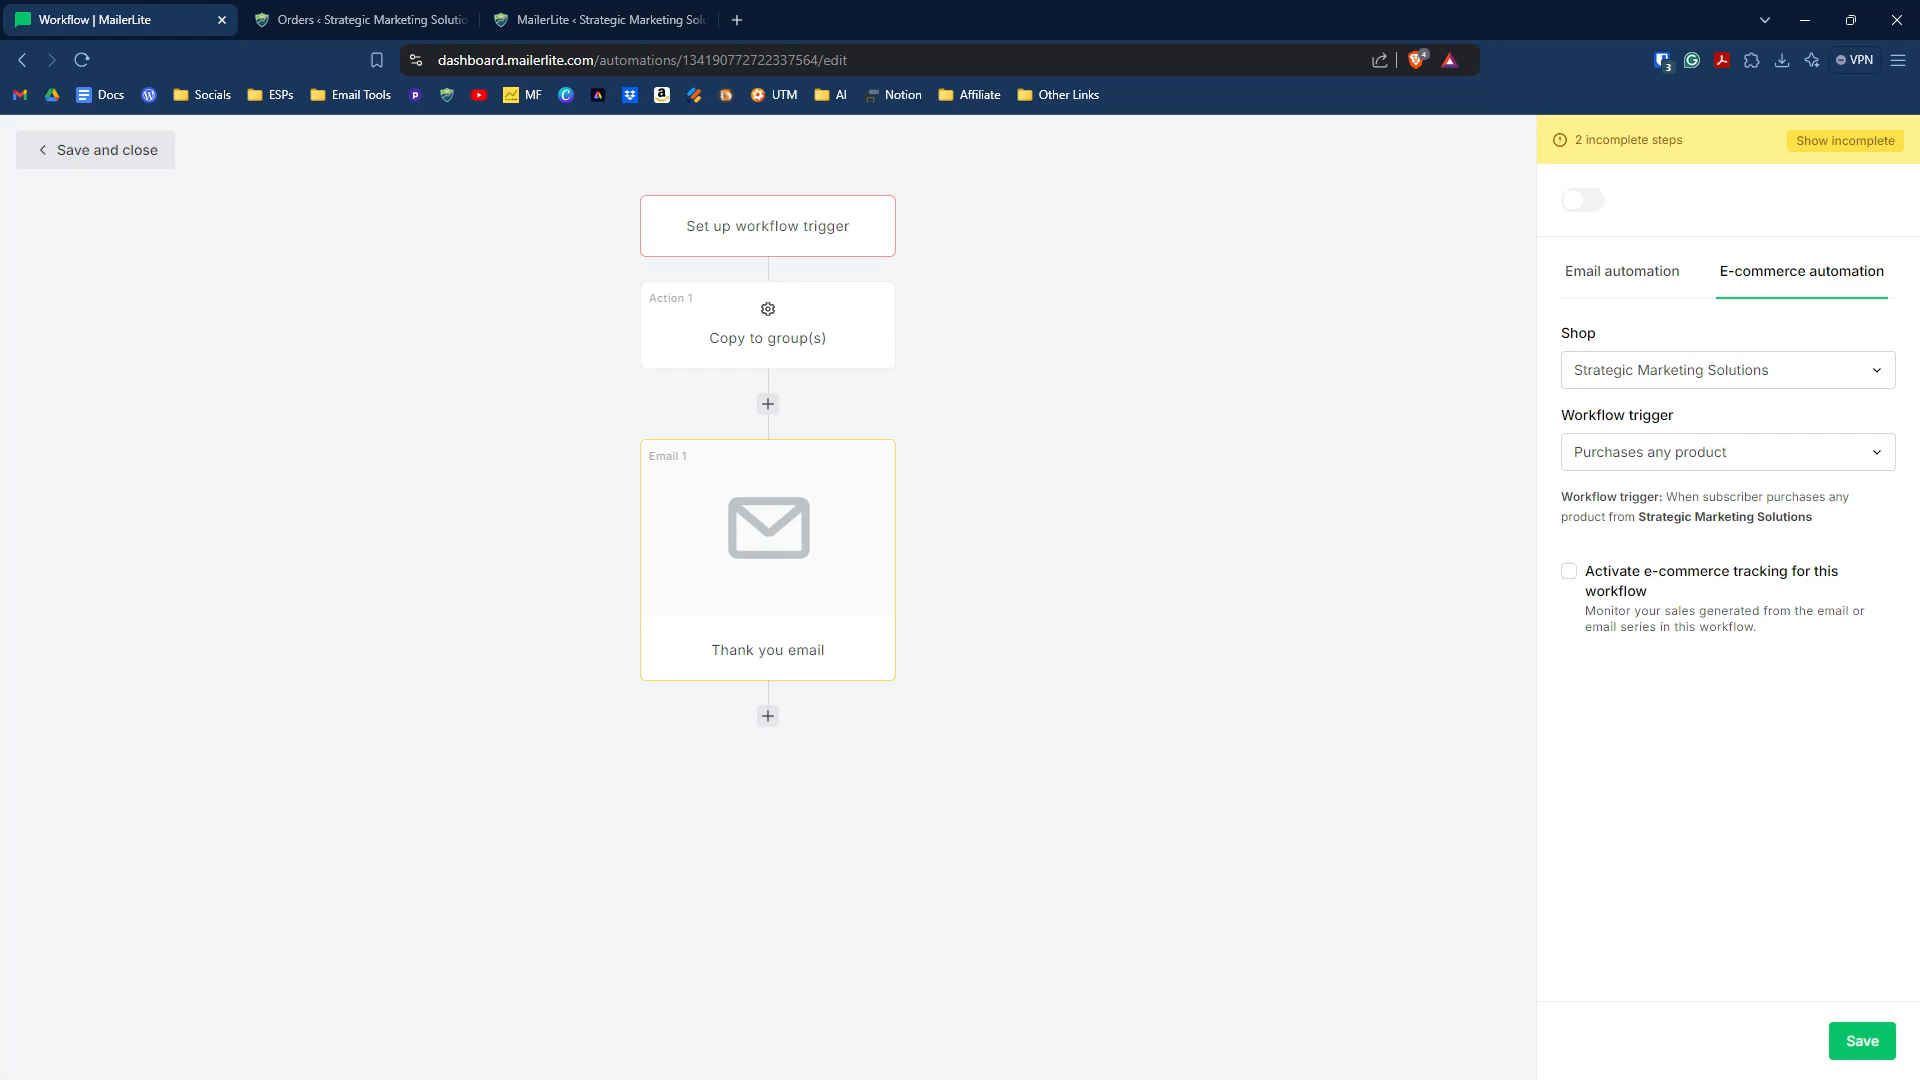 Workflow | MailerLite
Orders ‹ Strategic Marketing Solutio
MailerLite ‹ Strategic Marketing Sol
dashboard.mailerlite.com/automations/134190772722337564/edit
4
3
VPN
Docs
Socials
ESPs
Email Tools
MF
UTM
AI
Notion
Affiliate
Other Links
Save and close
2 incomplete steps
Show incomplete
Set up workflow trigger
Action 1
Copy to group(s)
Email 1
Thank you email
Email automation
E-commerce automation
Shop
Strategic Marketing Solutions
Workflow trigger
Purchases any product
Workflow trigger: When subscriber purchases any
product from Strategic Marketing Solutions
Activate e-commerce tracking for this
workflow
Monitor your sales generated from the email or
email series in this workflow.
Save